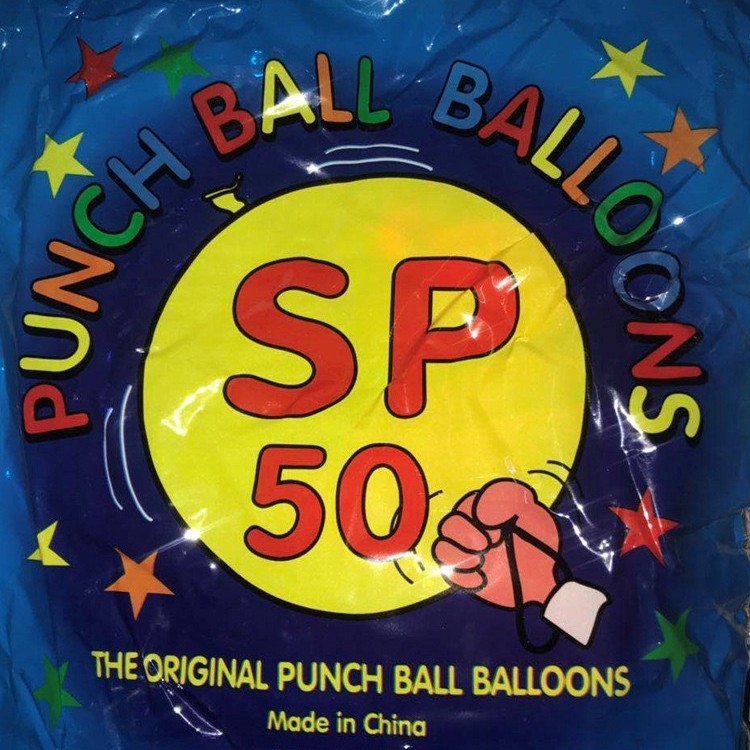 PUNCH BALL BALLOONS
SP
50
THE ORIGINAL PUNCH BALL BALLOONS
Made in China